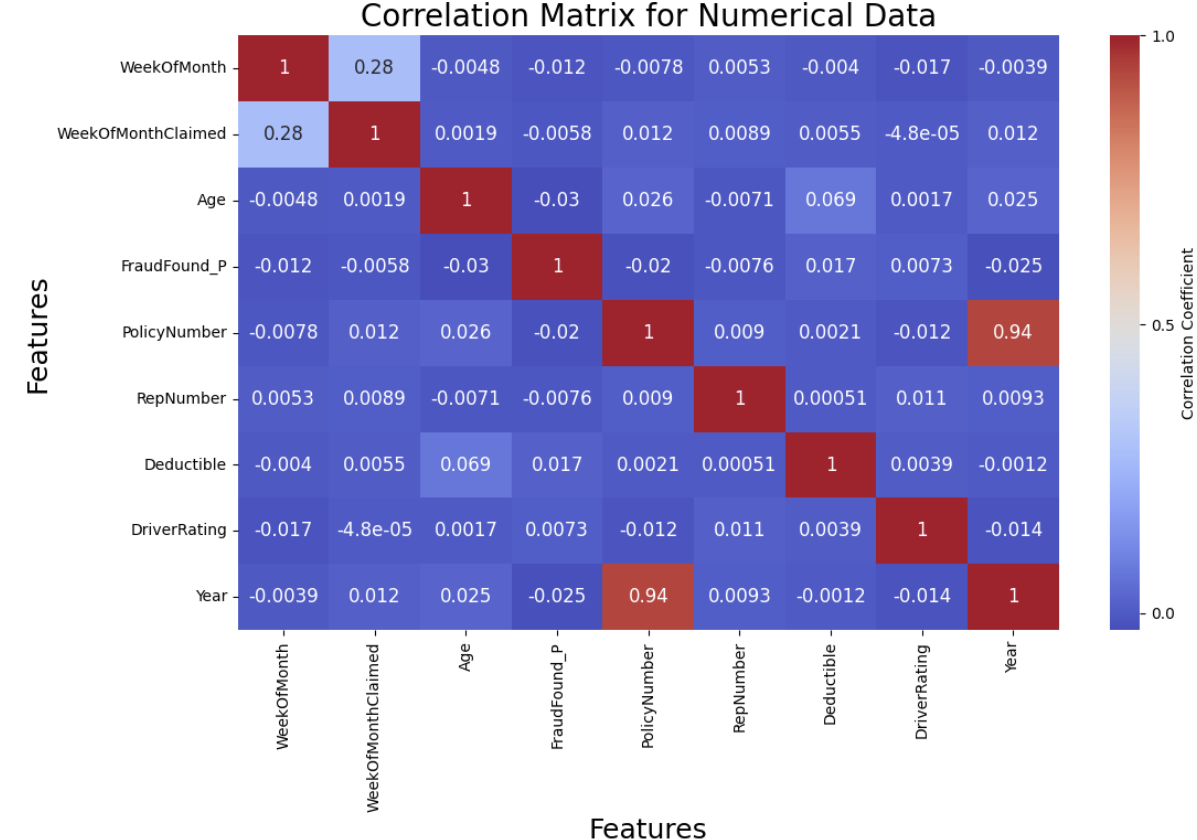 Correlation Matrix for Numerical Data
WeekOfMonth 1 0.28 -0.0048 -0.012 -0.0078 0.0053 -0.004 -0.017 -0.0039
WeekOfMonthClaimed 0.28 1 0.0019 -0.0058 0.012 0.0089 0.0055 -4.8e-05 0.012
Age -0.0048 0.0019 1 -0.03 0.026 -0.0071 0.069 0.0017 0.025
FraudFound_P -0.012 -0.0058 -0.03 1 -0.02 -0.0076 0.017 0.0073 -0.025
PolicyNumber -0.0078 0.012 0.026 -0.02 1 0.009 0.0021 -0.012 0.94
RepNumber 0.0053 0.0089 -0.0071 -0.0076 0.009 1 0.00051 0.011 0.0093
Deductible -0.004 0.0055 0.069 0.017 0.0021 0.00051 1 0.0039 -0.0012
DriverRating -0.017 -4.8e-05 0.0017 0.0073 -0.012 0.011 0.0039 1 -0.014
Year -0.0039 0.012 0.025 -0.025 0.94 0.0093 -0.0012 -0.014 1
Features
WeekOfMonth
WeekOfMonthClaimed
Age
FraudFound_P
PolicyNumber
RepNumber
Deductible
DriverRating
Year
Features
1.0
0.5
0.0
Correlation Coefficient